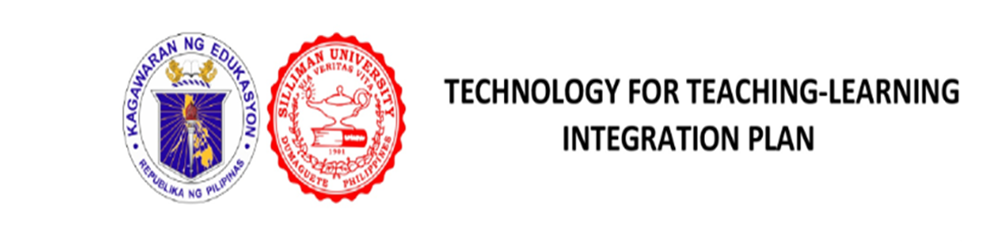 KAGAWARAN NG EDUKASYON
REPUBLIKA NG PILIPINAS
SILLIMAN UNIVERSITY
VIA VERITAS VITA
1901
DUMAGUETE PHILIPPINES
TECHNOLOGY FOR TEACHING-LEARNING
INTEGRATION PLAN